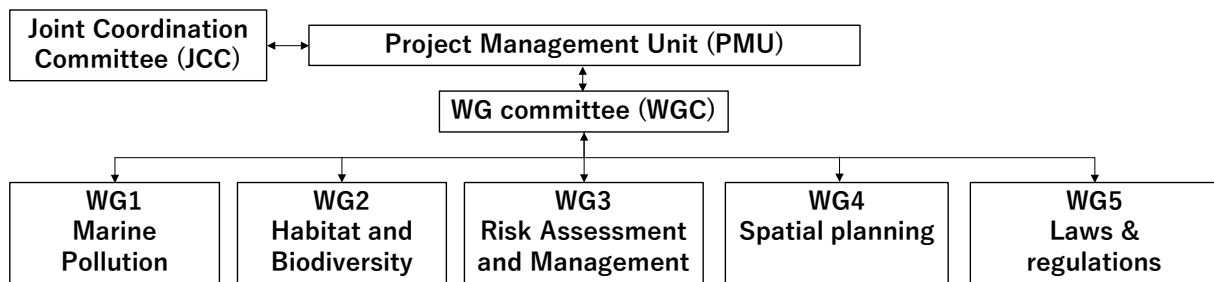 Joint Coordination
Committee (JCC)
Project Management Unit (PMU)
WG committee (WGC)
WG1
Marine
Pollution
WG2
Habitat and
Biodiversity
WG3
Risk Assessment
and Management
WG4
Spatial planning
WG5
Laws &
regulations